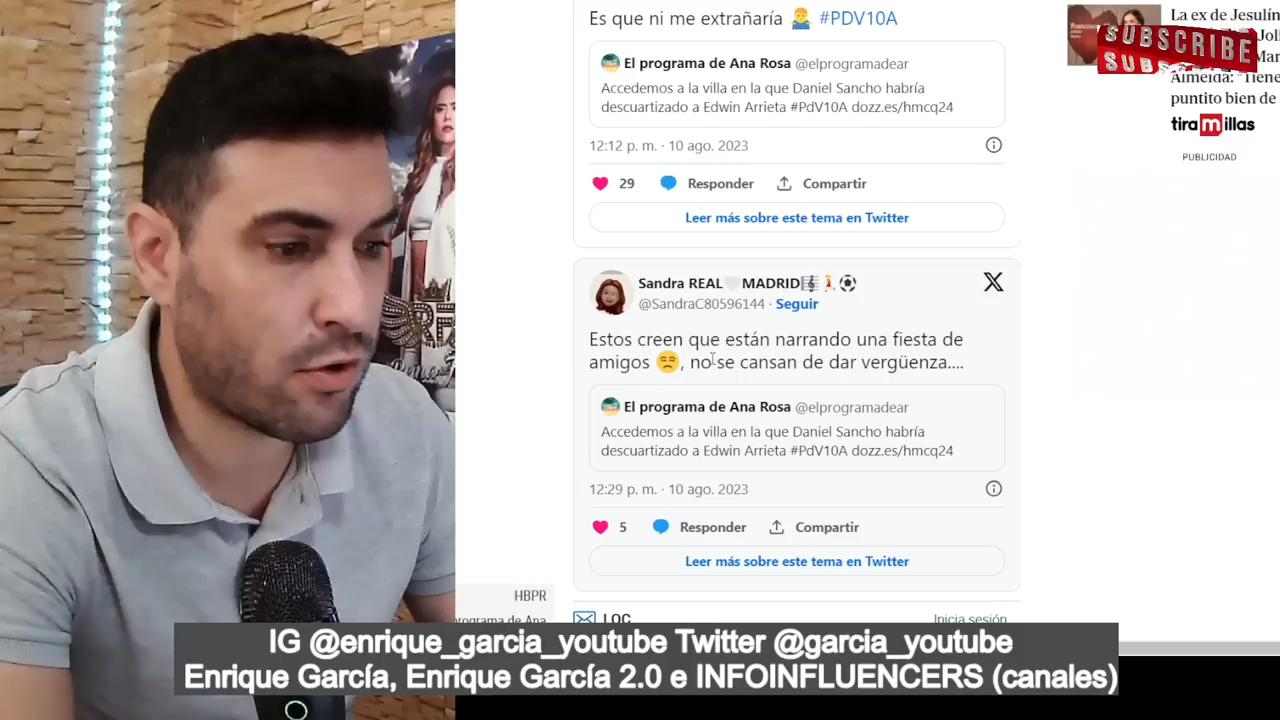 Es que ni me extrañaría 🤷‍♂️ #PDV10A
El programa de Ana Rosa @elprogramadear
Accedemos a la villa en la que Daniel Sancho habría
descuartizado a Edwin Arrieta #PdV10A dozz.es/hmcq24
12:12 p. m. · 10 ago. 2023
29 Responder Compartir
Leer más sobre este tema en Twitter
Sandra REAL🤍MADRID🎼💃⚽
@SandraC80596144 · Seguir
Estos creen que están narrando una fiesta de
amigos 😒, no se cansan de dar vergüenza....
El programa de Ana Rosa @elprogramadear
Accedemos a la villa en la que Daniel Sancho habría
descuartizado a Edwin Arrieta #PdV10A dozz.es/hmcq24
12:29 p. m. · 10 ago. 2023
5 Responder Compartir
Leer más sobre este tema en Twitter
HBPR
programa de Ana
LOC
Inicia sesión
La ex de Jesulín
SUBSCRIBE
Almeida: "Tiene
puntito bien de
tiramillas
PUBLICIDAD
IG @enrique_garcia_youtube Twitter @garcia_youtube
Enrique García, Enrique García 2.0 e INFOINFLUENCERS (canales)